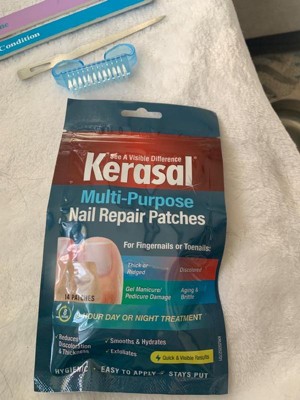 Condition
See A Visible Difference
Kerasal
Multi-Purpose
Nail Repair Patches
For Fingernails or Toenails:
Thick or Ridged
Discolored
Gel Manicure/ Pedicure Damage
Aging & Brittle
14 PATCHES
8 HOUR DAY OR NIGHT TREATMENT
Reduces Discoloration & Thickness
✓ Smooths & Hydrates
✓ Exfoliates
Quick & Visible Results
HYGIENIC • EASY TO APPLY • STAYS PUT